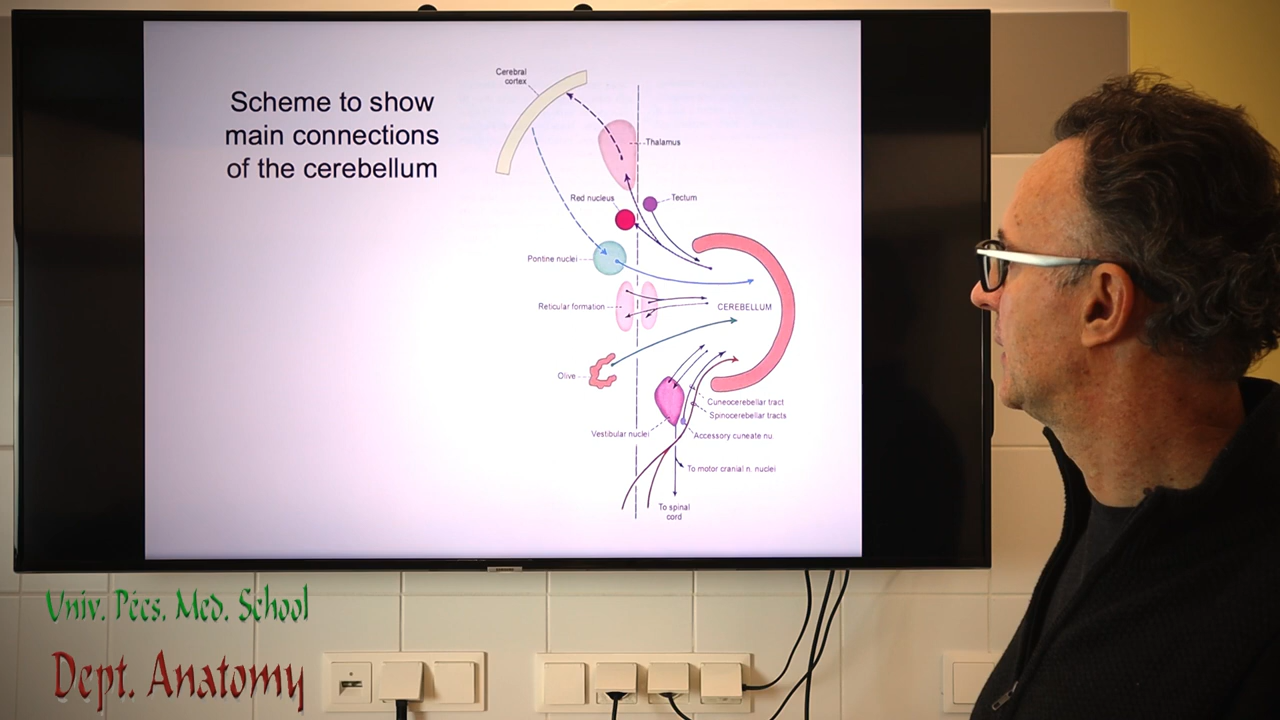 Scheme to show
main connections
of the cerebellum
Cerebral
cortex
Thalamus
Red nucleus
Tectum
Pontine nuclei
Reticular formation
CEREBELLUM
Olive
Cuneocerebellar tract
Spinocerebellar tracts
Vestibular nuclei
Accessory cuneate nu
To motor cranial n. nuclei
To spinal
cord
SAMSUNG
Univ. Pécs. Med. School
Dept. Anatomy